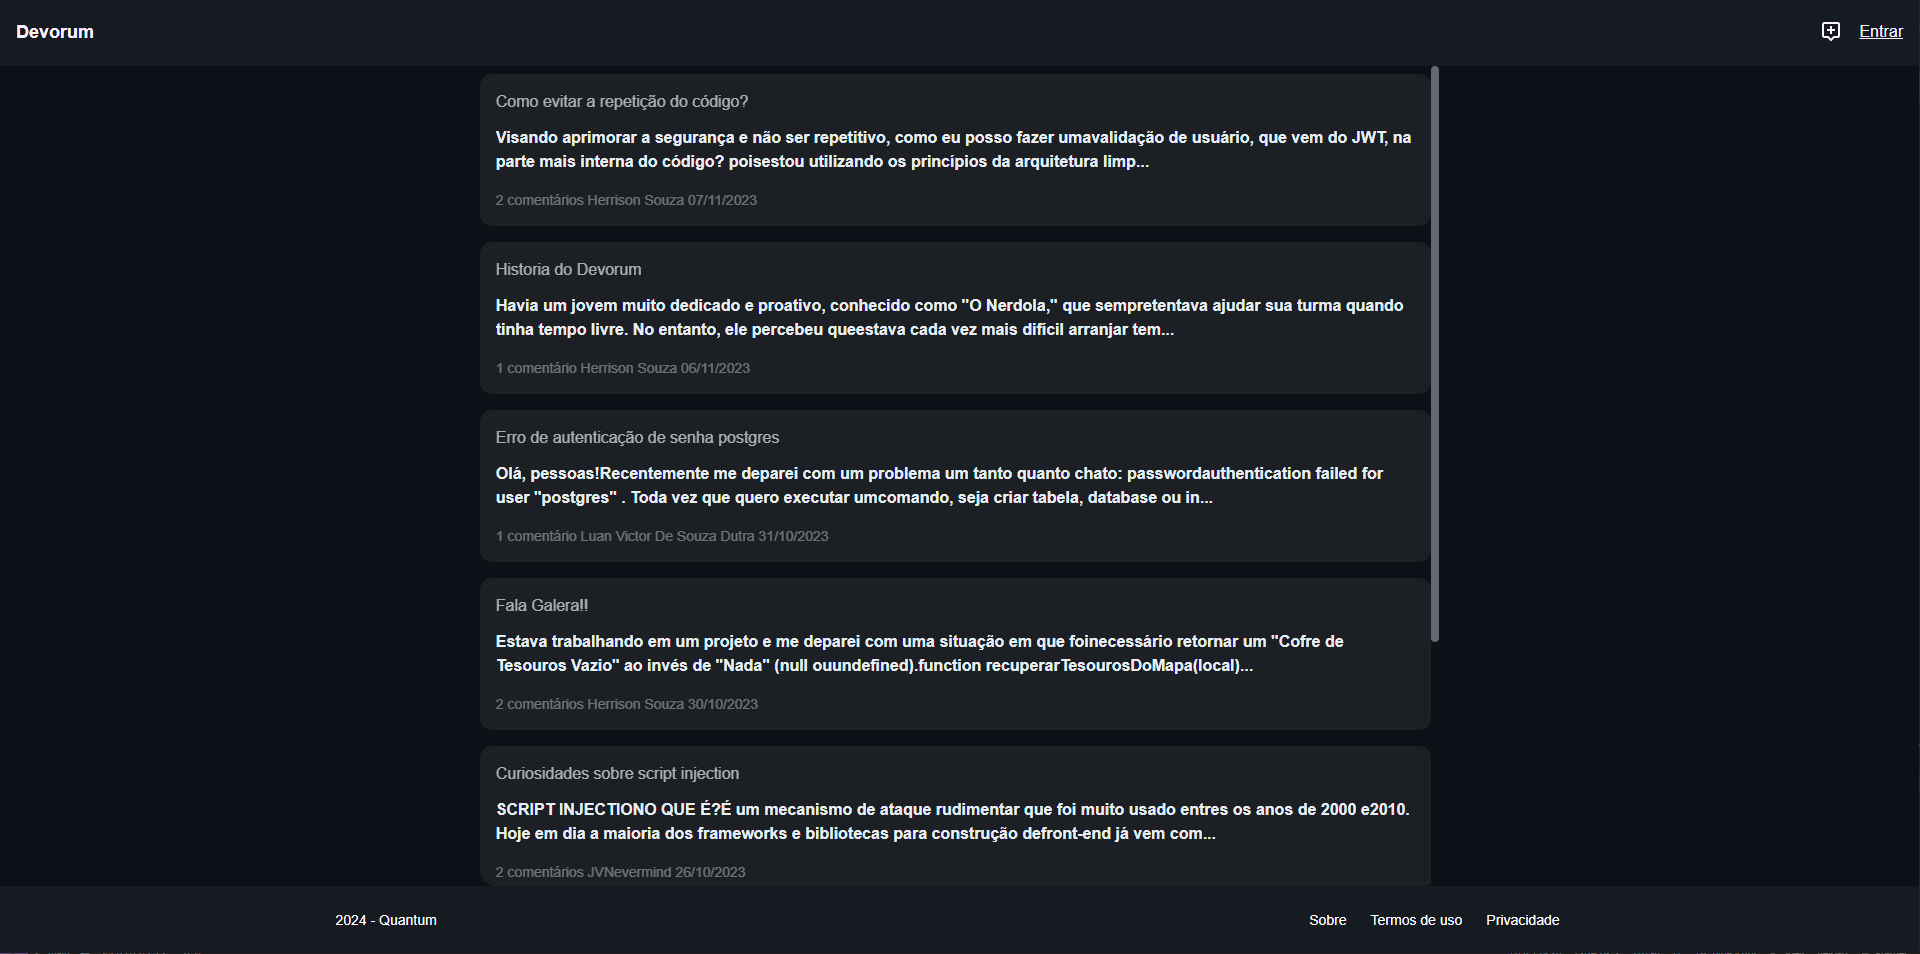 Devorum
Entrar
Como evitar a repetição do código?
Visando aprimorar a segurança e não ser repetitivo, como eu posso fazer umavalidação de usuário, que vem do JWT, na
parte mais interna do código? poisestou utilizando os princípios da arquitetura limp...
2 comentários Herrison Souza 07/11/2023
Historia do Devorum
Havia um jovem muito dedicado e proativo, conhecido como "O Nerdola," que sempretentava ajudar sua turma quando
tinha tempo livre. No entanto, ele percebeu queestava cada vez mais difícil arranjar tem...
1 comentário Herrison Souza 06/11/2023
Erro de autenticação de senha postgres
Olá, pessoas!Recentemente me deparei com um problema um tanto quanto chato: passwordauthentication failed for
user "postgres" . Toda vez que quero executar umcomando, seja criar tabela, database ou in...
1 comentário Luan Victor De Souza Dutra 31/10/2023
Fala Galera!!
Estava trabalhando em um projeto e me deparei com uma situação em que foinecessário retornar um "Cofre de
Tesouros Vazio" ao invés de "Nada" (null ouundefined).function recuperarTesourosDoMapa(local)...
2 comentários Herrison Souza 30/10/2023
Curiosidades sobre script injection
SCRIPT INJECTIONO QUE É?É um mecanismo de ataque rudimentar que foi muito usado entres os anos de 2000 e2010.
Hoje em dia a maioria dos frameworks e bibliotecas para construção defront-end já vem com...
2 comentários JVNevermind 26/10/2023
2024 - Quantum
Sobre
Termos de uso
Privacidade